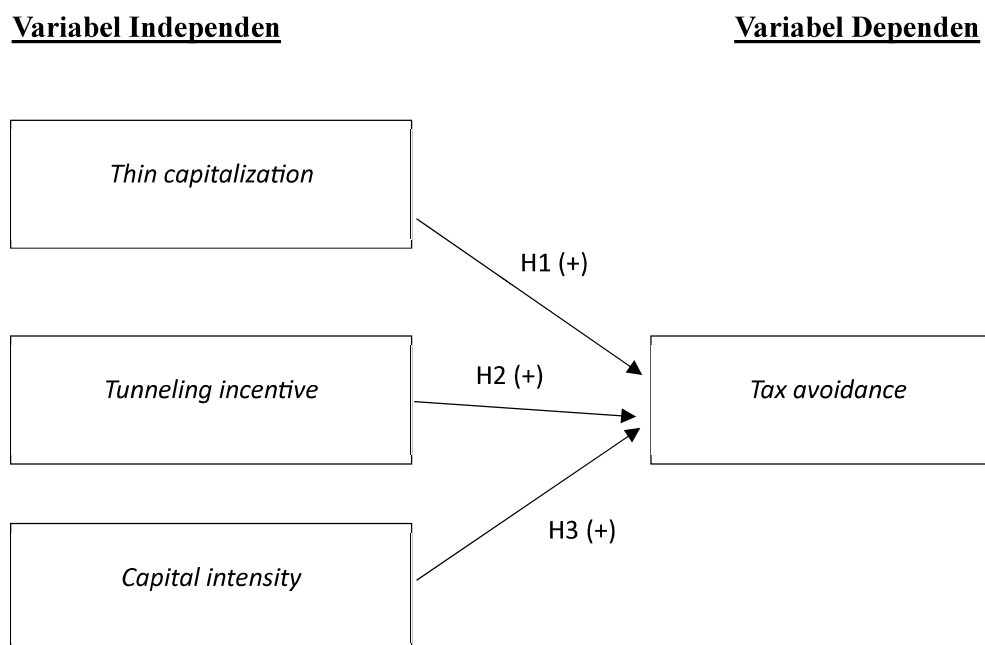 Variabel Independen
Variabel Dependen
Thin capitalization
H1 (+)
Tunneling incentive
H2 (+)
Tax avoidance
H3 (+)
Capital intensity